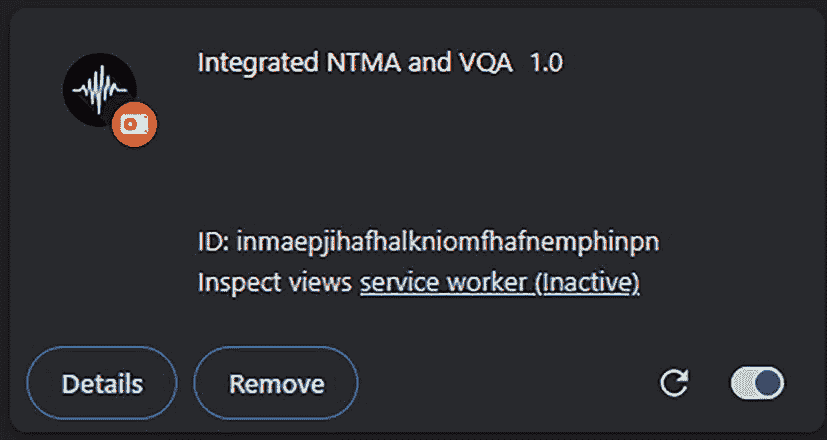 Integrated NTMA and VQA 1.0
ID: inmaepjihafhalkniomfhafnemphinpn
Inspect views service worker (Inactive)
Details Remove